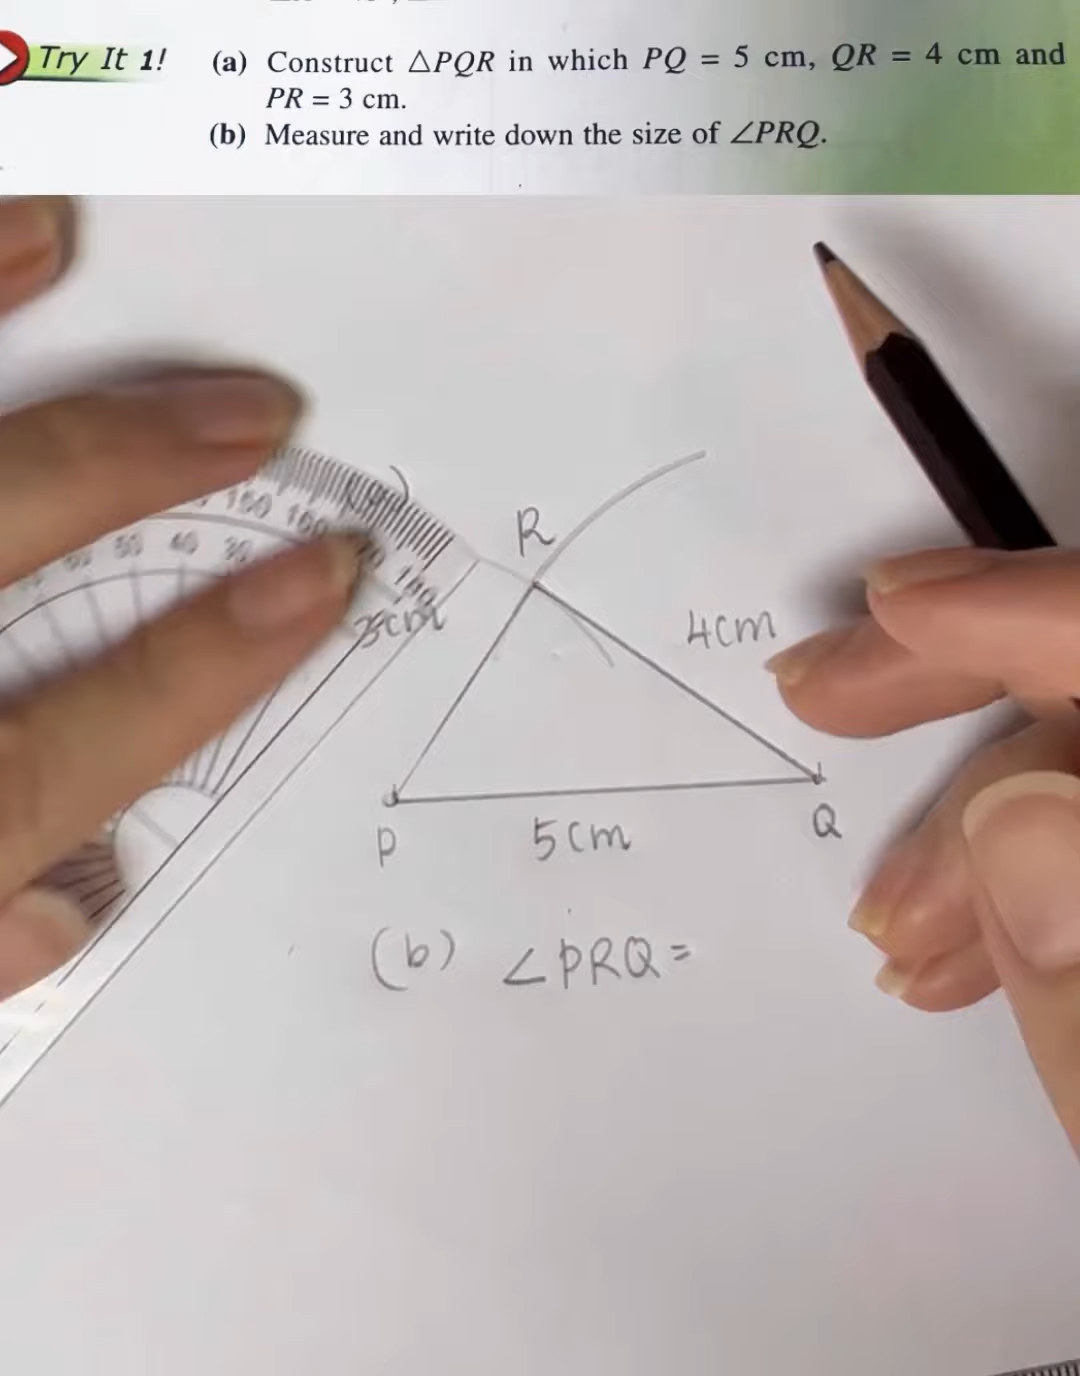 Try It 1!
(a) Construct △PQR in which PQ = 5 cm, QR = 4 cm and
PR = 3 cm.
(b) Measure and write down the size of ∠PRQ.
R
4cm
3cm
P
5cm
Q
(b) ∠PRQ=